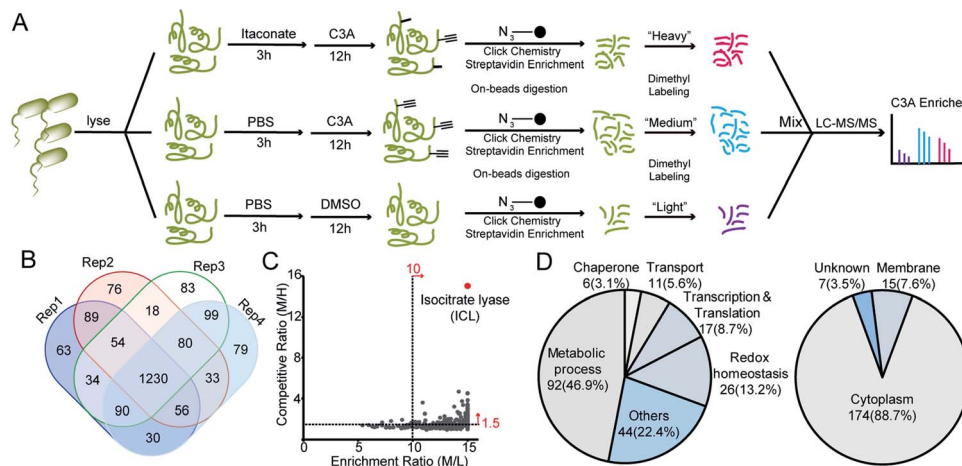 A
lyse
Itaconate
3h
C3A
12h
N3
Click Chemistry
Streptavidin Enrichment
On-beads digestion
"Heavy"
Dimethyl
Labeling
PBS
3h
C3A
12h
N3
Click Chemistry
Streptavidin Enrichment
On-beads digestion
"Medium"
Dimethyl
Labeling
PBS
3h
DMSO
12h
N3
Click Chemistry
Streptavidin Enrichment
"Light"
Mix
LC-MS/MS
C3A Enriched
B
Rep1
Rep2
Rep3
Rep4
76
83
89
18
99
63
54
80
79
34
1230
33
90
56
30
C
Competitive Ratio (M/H)
16
12
8
4
0
0
5
10
15
Enrichment Ratio (M/L)
10
1.5
Isocitrate lyase
(ICL)
D
Chaperone
6(3.1%)
Transport
11(5.6%)
Transcription &
Translation
17(8.7%)
Redox
homeostasis
26(13.2%)
Others
44(22.4%)
Metabolic
process
92(46.9%)
Unknown
7(3.5%)
Membrane
15(7.6%)
Cytoplasm
174(88.7%)